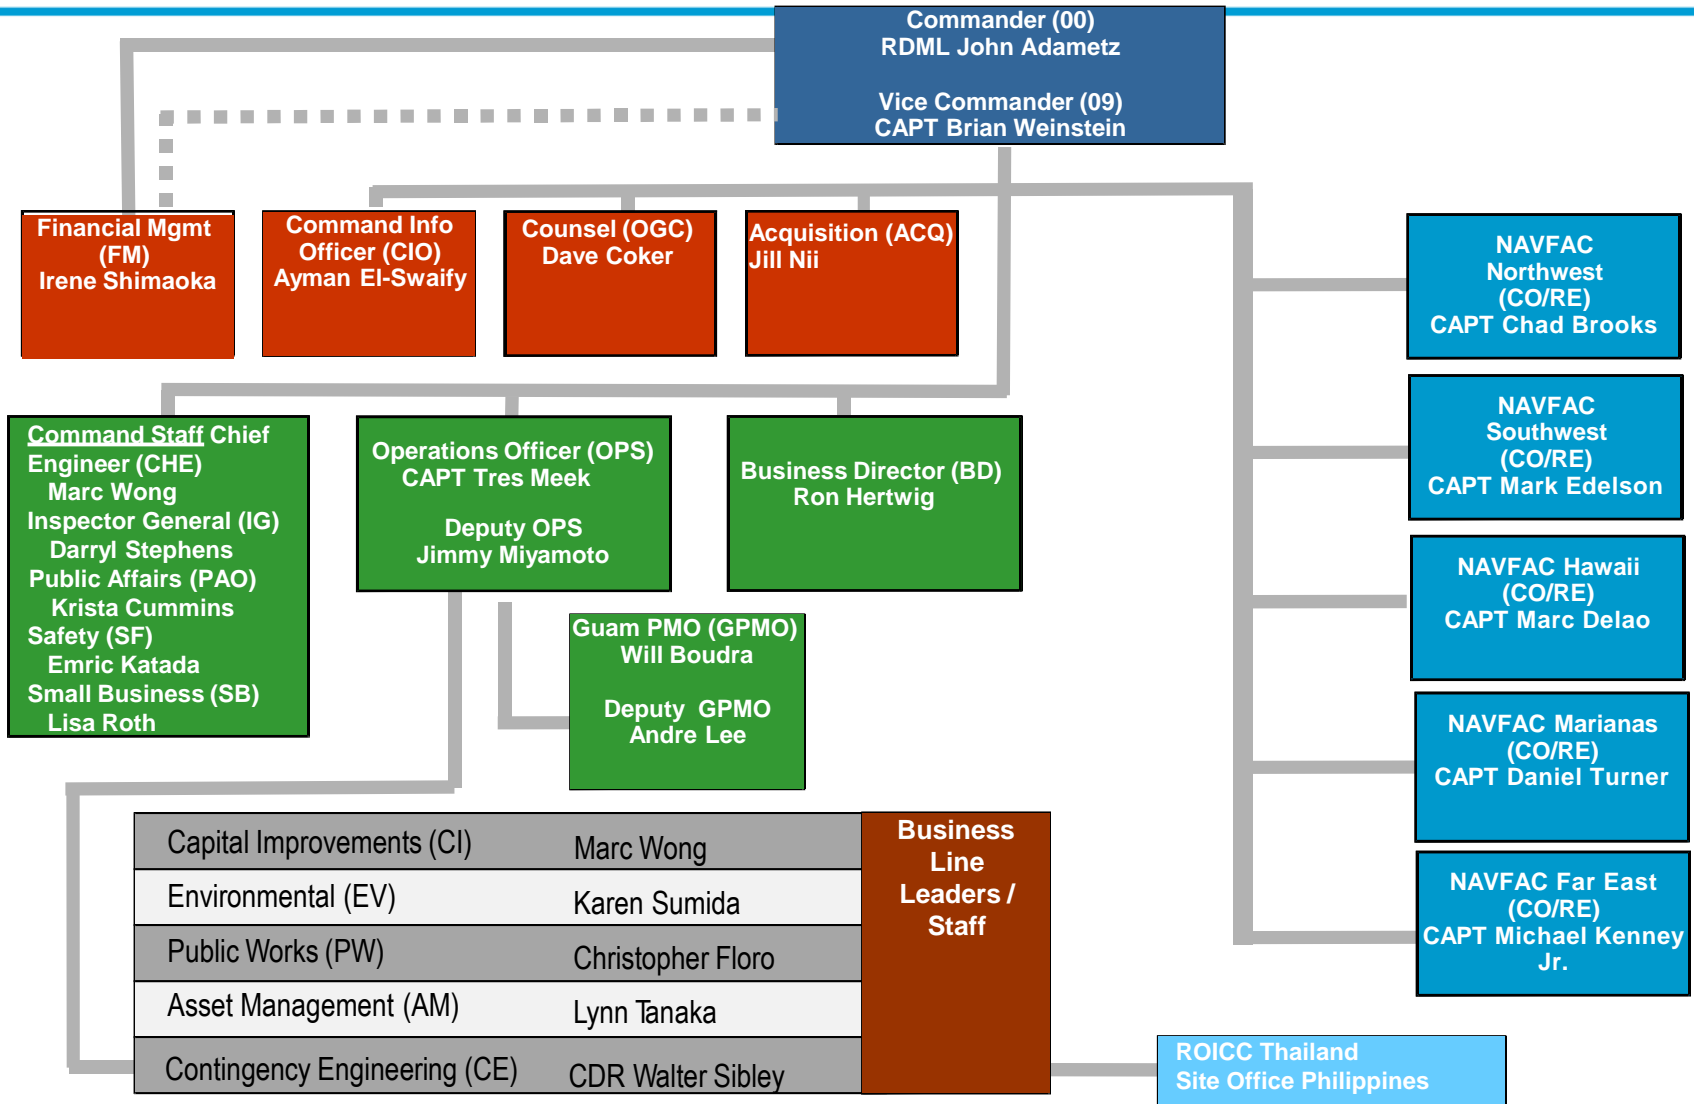 Commander (00)
RDML John Adametz
Vice Commander (09)
CAPT Brian Weinstein
Financial Mgmt
(FM)
Irene Shimaoka
Command Info
Officer (CIO)
Ayman El-Swaify
Counsel (OGC)
Dave Coker
Acquisition (ACQ)
Jill Nii
NAVFAC
Northwest
(CO/RE)
CAPT Chad Brooks
NAVFAC
Southwest
(CO/RE)
CAPT Mark Edelson
NAVFAC Hawaii
(CO/RE)
CAPT Marc Delao
NAVFAC Marianas
(CO/RE)
CAPT Daniel Turner
NAVFAC Far East
(CO/RE)
CAPT Michael Kenney
Jr.
Command Staff Chief
Engineer (CHE)
Marc Wong
Inspector General (IG)
Darryl Stephens
Public Affairs (PAO)
Krista Cummins
Safety (SF)
Emric Katada
Small Business (SB)
Lisa Roth
Operations Officer (OPS)
CAPT Tres Meek
Deputy OPS
Jimmy Miyamoto
Business Director (BD)
Ron Hertwig
Guam PMO (GPMO)
Will Boudra
Deputy GPMO
Andre Lee
Capital Improvements (CI) Marc Wong
Environmental (EV) Karen Sumida
Public Works (PW) Christopher Floro
Asset Management (AM) Lynn Tanaka
Contingency Engineering (CE) CDR Walter Sibley
Business
Line
Leaders /
Staff
ROICC Thailand
Site Office Philippines